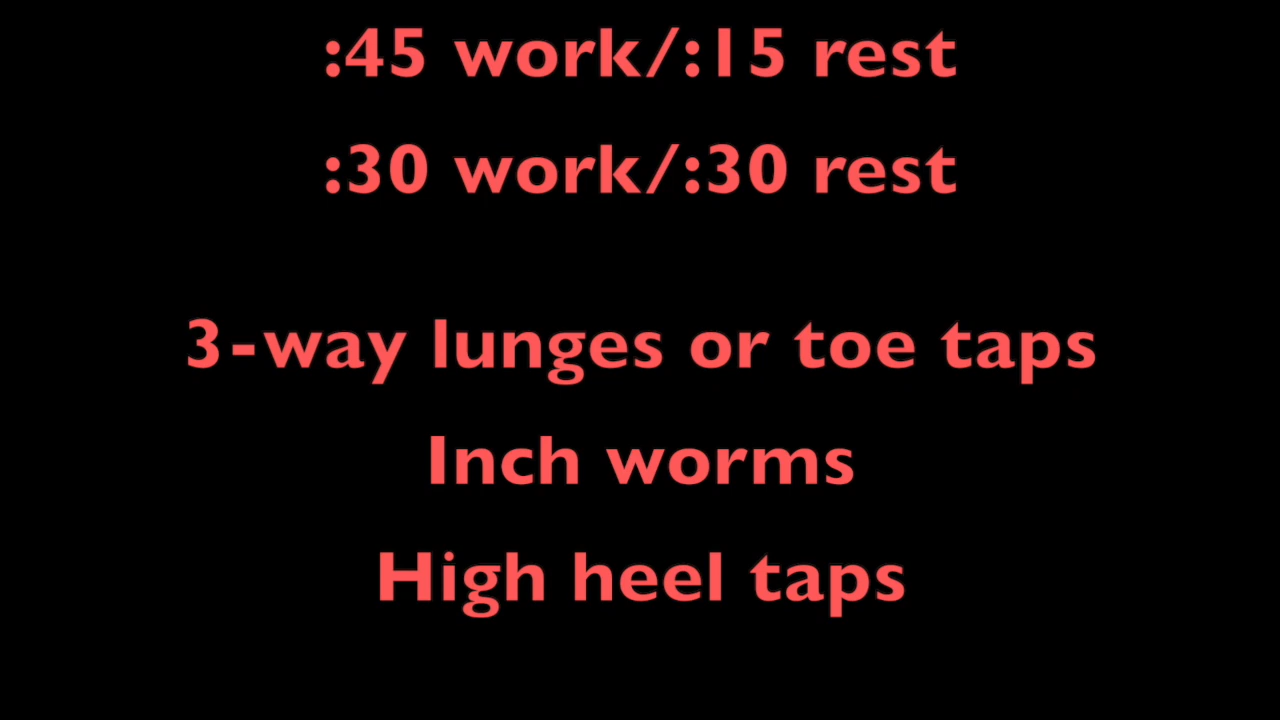 :45 work/:15 rest
:30 work/:30 rest
3-way lunges or toe taps
Inch worms
High heel taps